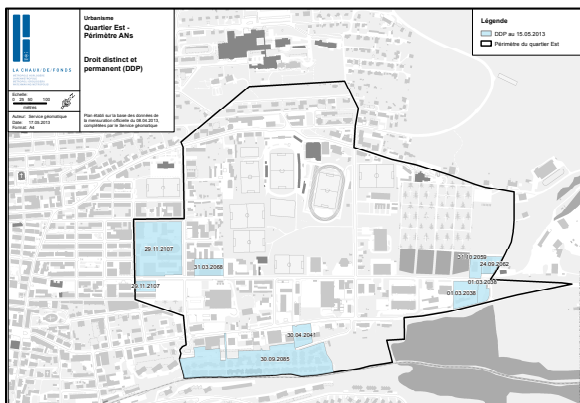 Urbanisme
Quartier Est -
Périmètre ANs
Droit distinct et
permanent (DDP)
LA CHAUX-DE-FONDS
Echelle:
0 25 50 100
mètres
Auteur: Service géomatique
Date: 17.05.2013
Format: A4
Plan établi sur la base des données de
la mensuration officielle du 08.04.2013,
complétées par le Service géomatique
Légende
DDP au 15.05.2013
Périmètre du quartier Est
29.11.2107
31.03.2068
29.11.2107
31.10.2059
24.09.2062
01.03.2038
01.03.2038
30.04.2041
30.09.2085